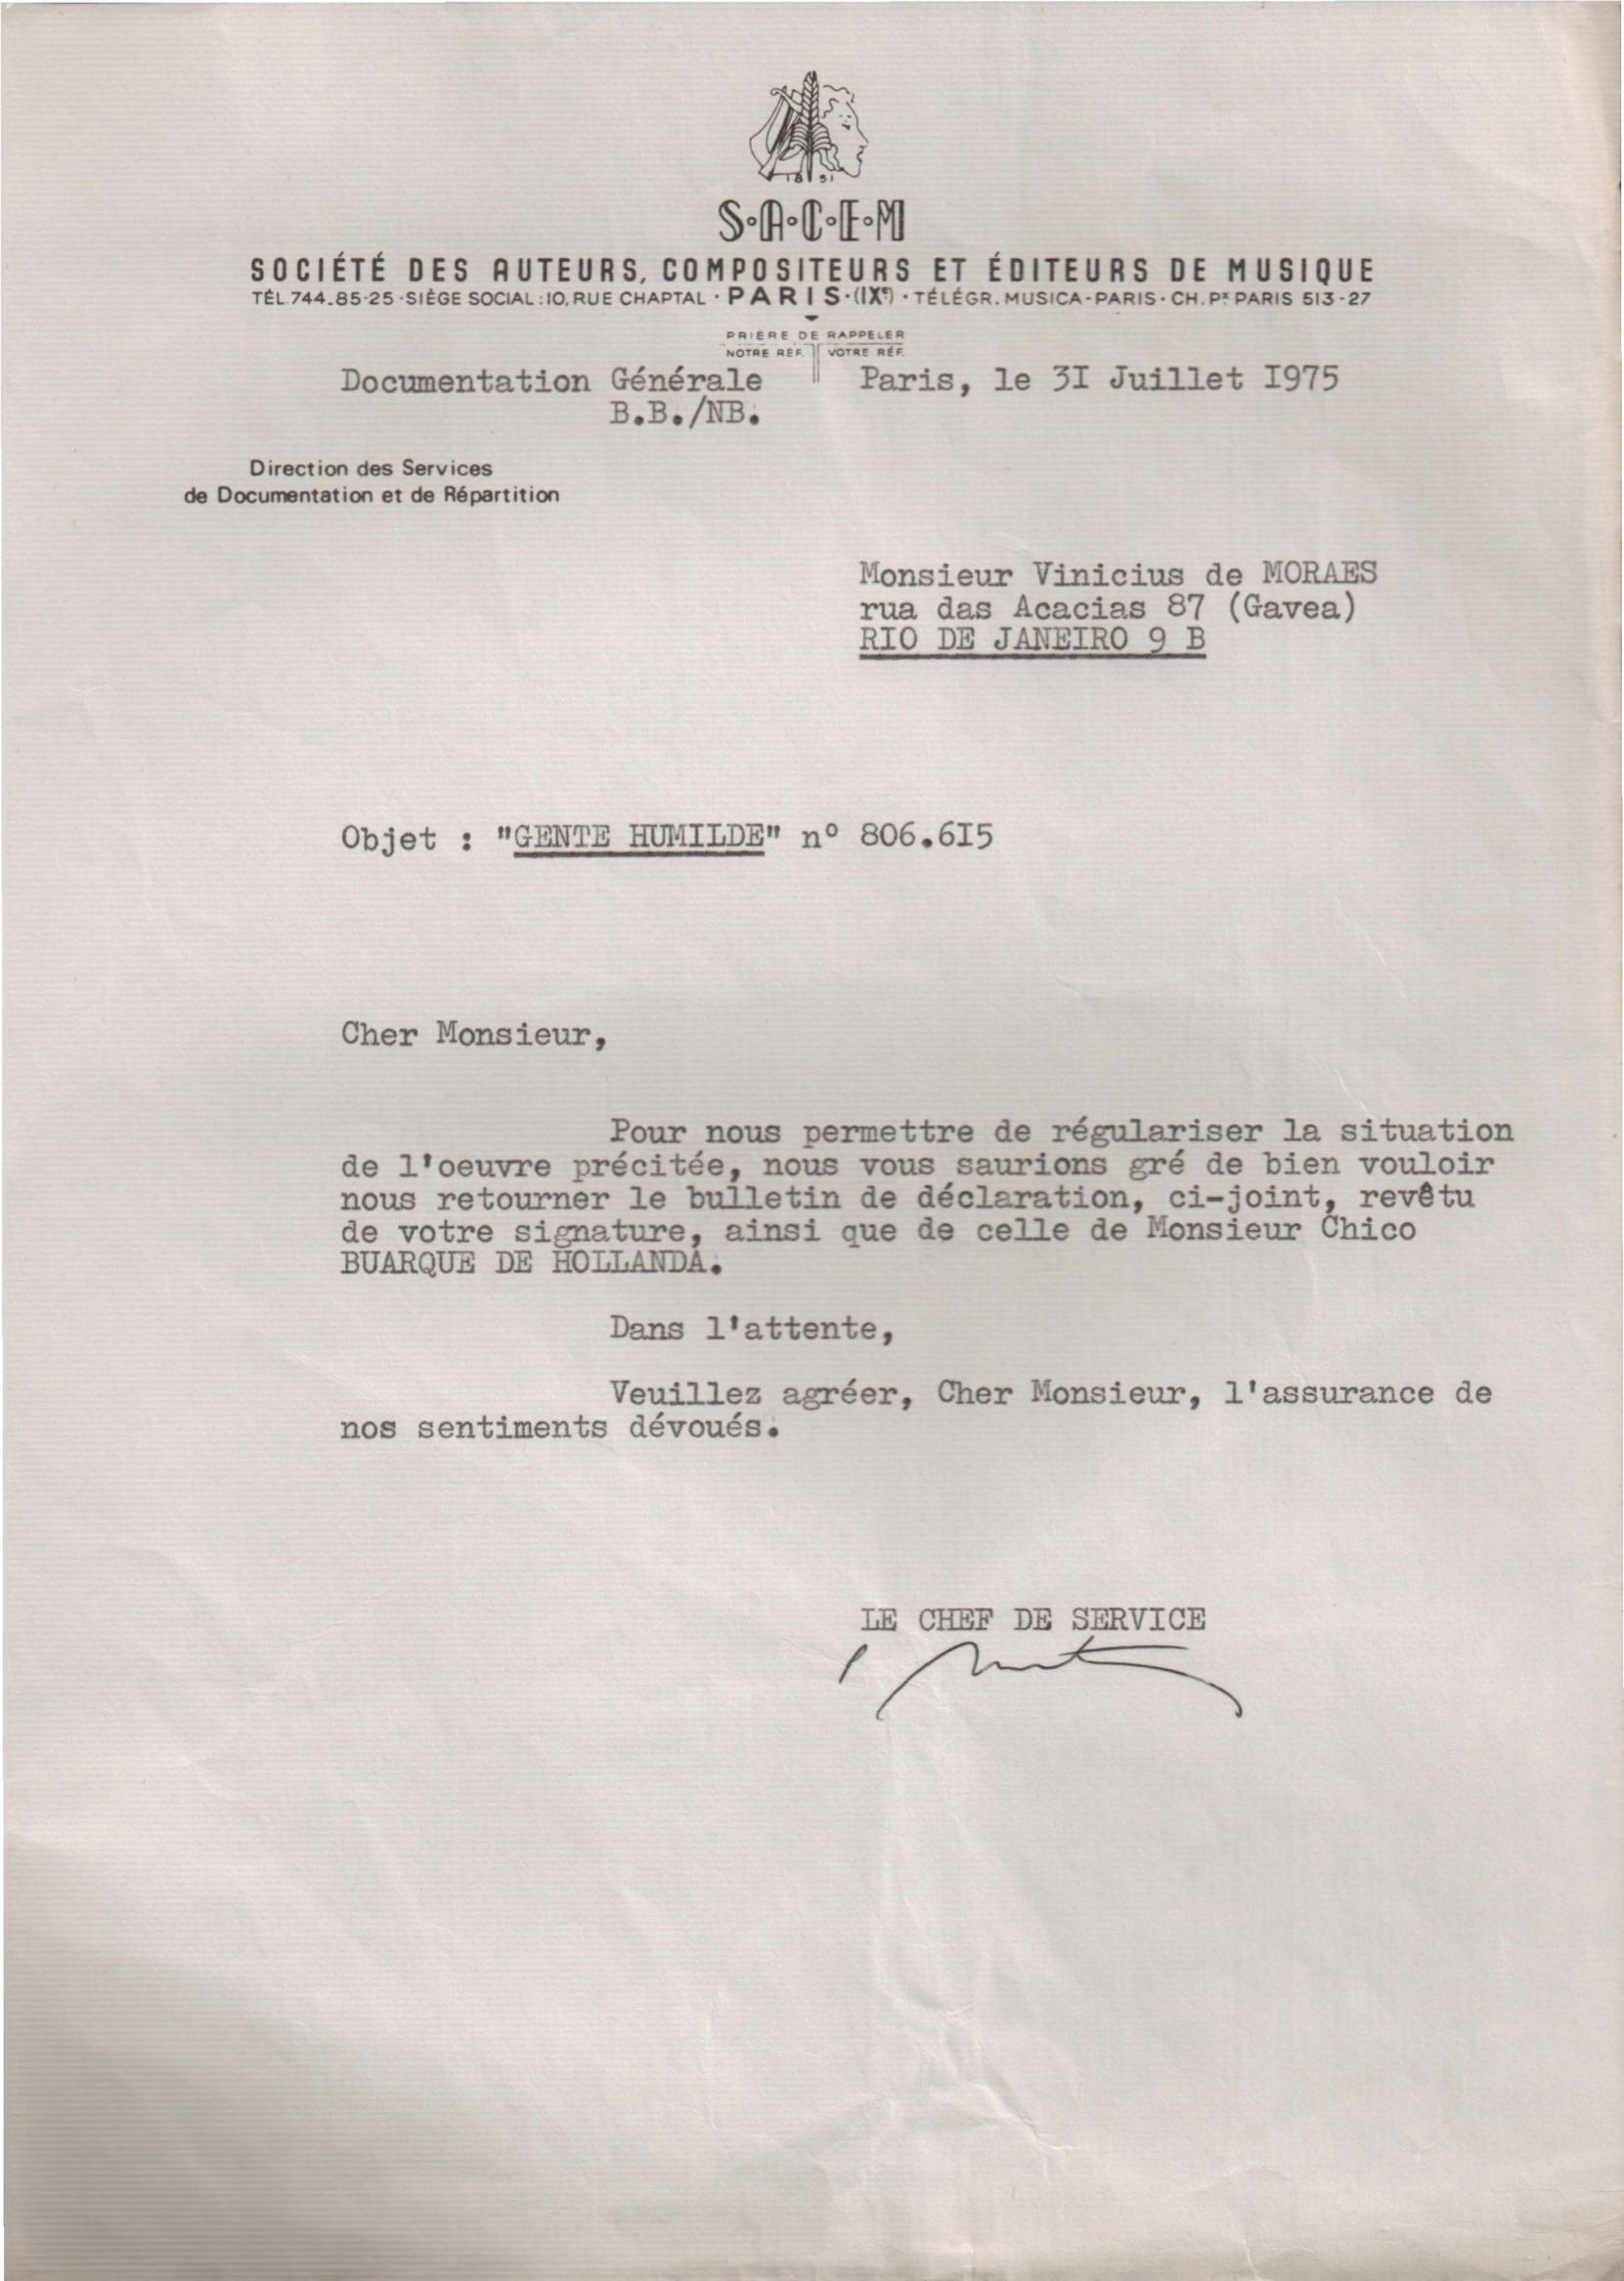 1851
S·A·C·E·M
SOCIÉTÉ DES AUTEURS, COMPOSITEURS ET ÉDITEURS DE MUSIQUE
TÉL. 744.85-25 · SIÈGE SOCIAL : 10, RUE CHAPTAL · PARIS · (IXᵉ) · TÉLÉGR. MUSICA - PARIS · CH. Pˣ PARIS 513-27
PRIÈRE DE RAPPELER
NOTRE RÉF. VOTRE RÉF.
Documentation Générale Paris, le 3I Juillet I975
B.B./NB.
Direction des Services
de Documentation et de Répartition
Monsieur Vinicius de MORAES
rua das Acacias 87 (Gavea)
RIO DE JANEIRO 9 B
Objet : "GENTE HUMILDE" n° 806.6I5
Cher Monsieur,
Pour nous permettre de régulariser la situation
de l'oeuvre précitée, nous vous saurions gré de bien vouloir
nous retourner le bulletin de déclaration, ci-joint, revêtu
de votre signature, ainsi que de celle de Monsieur Chico
BUARQUE DE HOLLANDA.
Dans l'attente,
Veuillez agréer, Cher Monsieur, l'assurance de
nos sentiments dévoués.
LE CHEF DE SERVICE